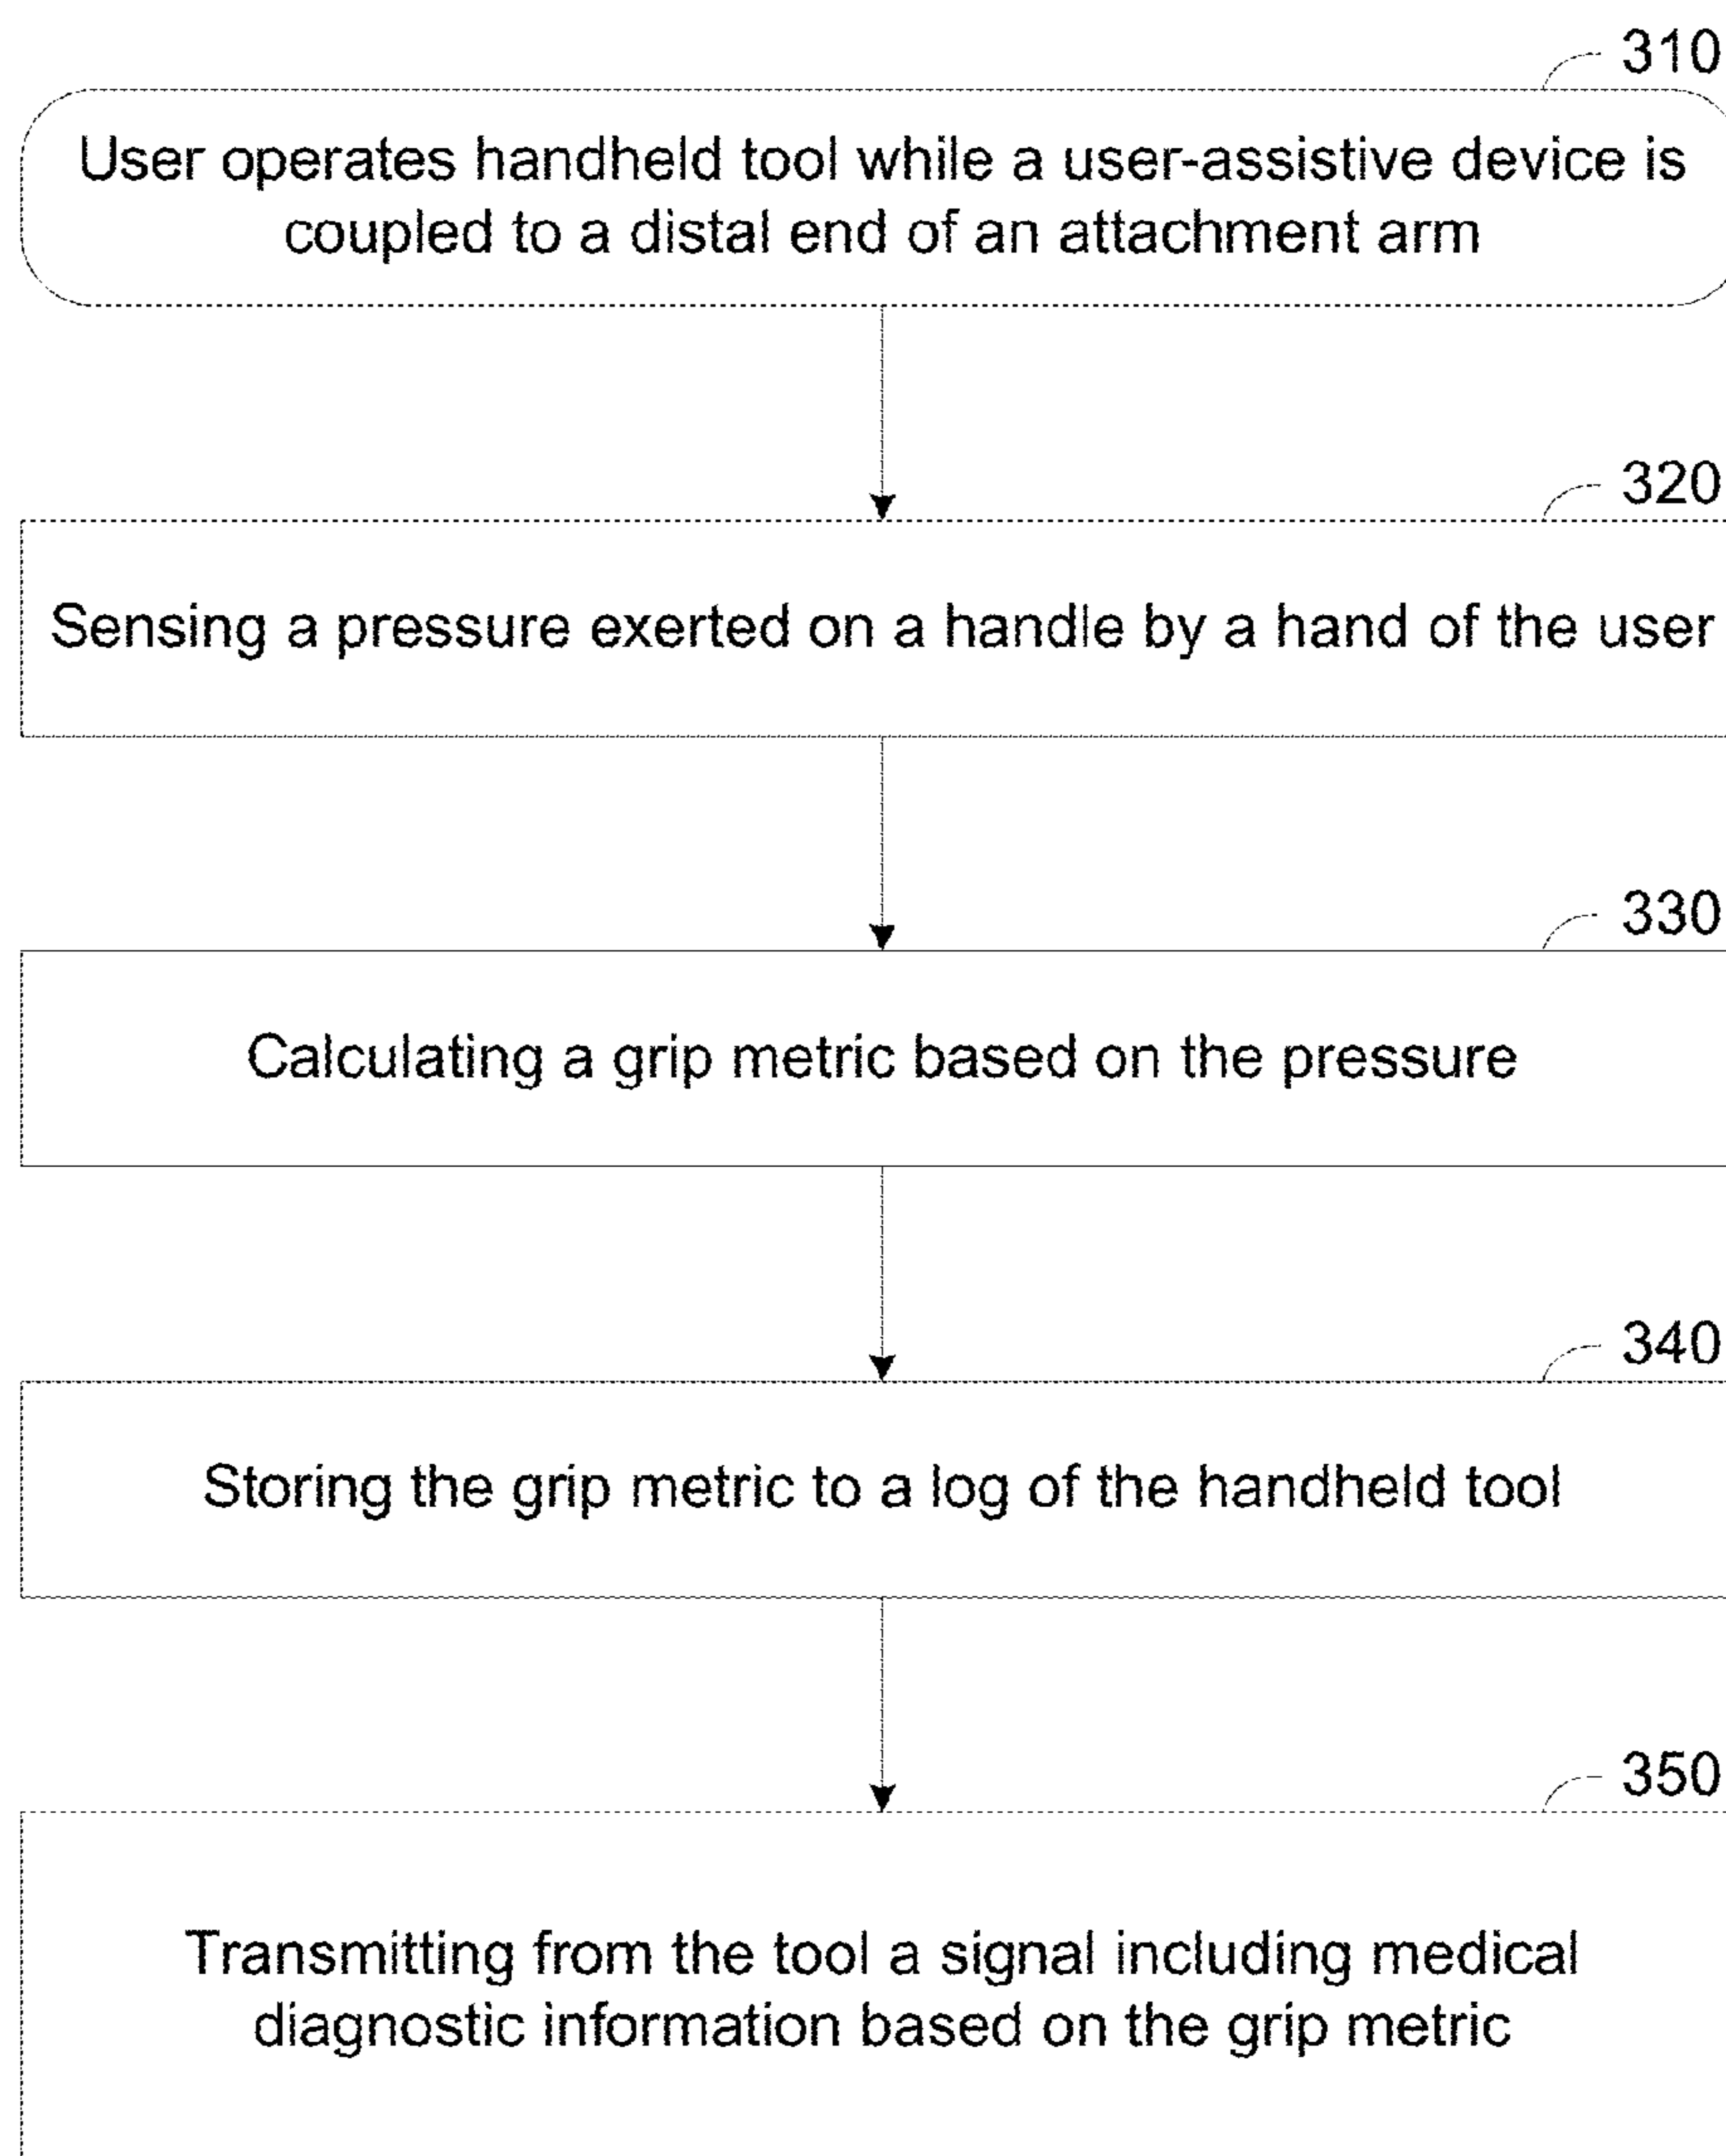 310
User operates handheld tool while a user-assistive device is
coupled to a distal end of an attachment arm
320
Sensing a pressure exerted on a handle by a hand of the user
330
Calculating a grip metric based on the pressure
340
Storing the grip metric to a log of the handheld tool
350
Transmitting from the tool a signal including medical
diagnostic information based on the grip metric